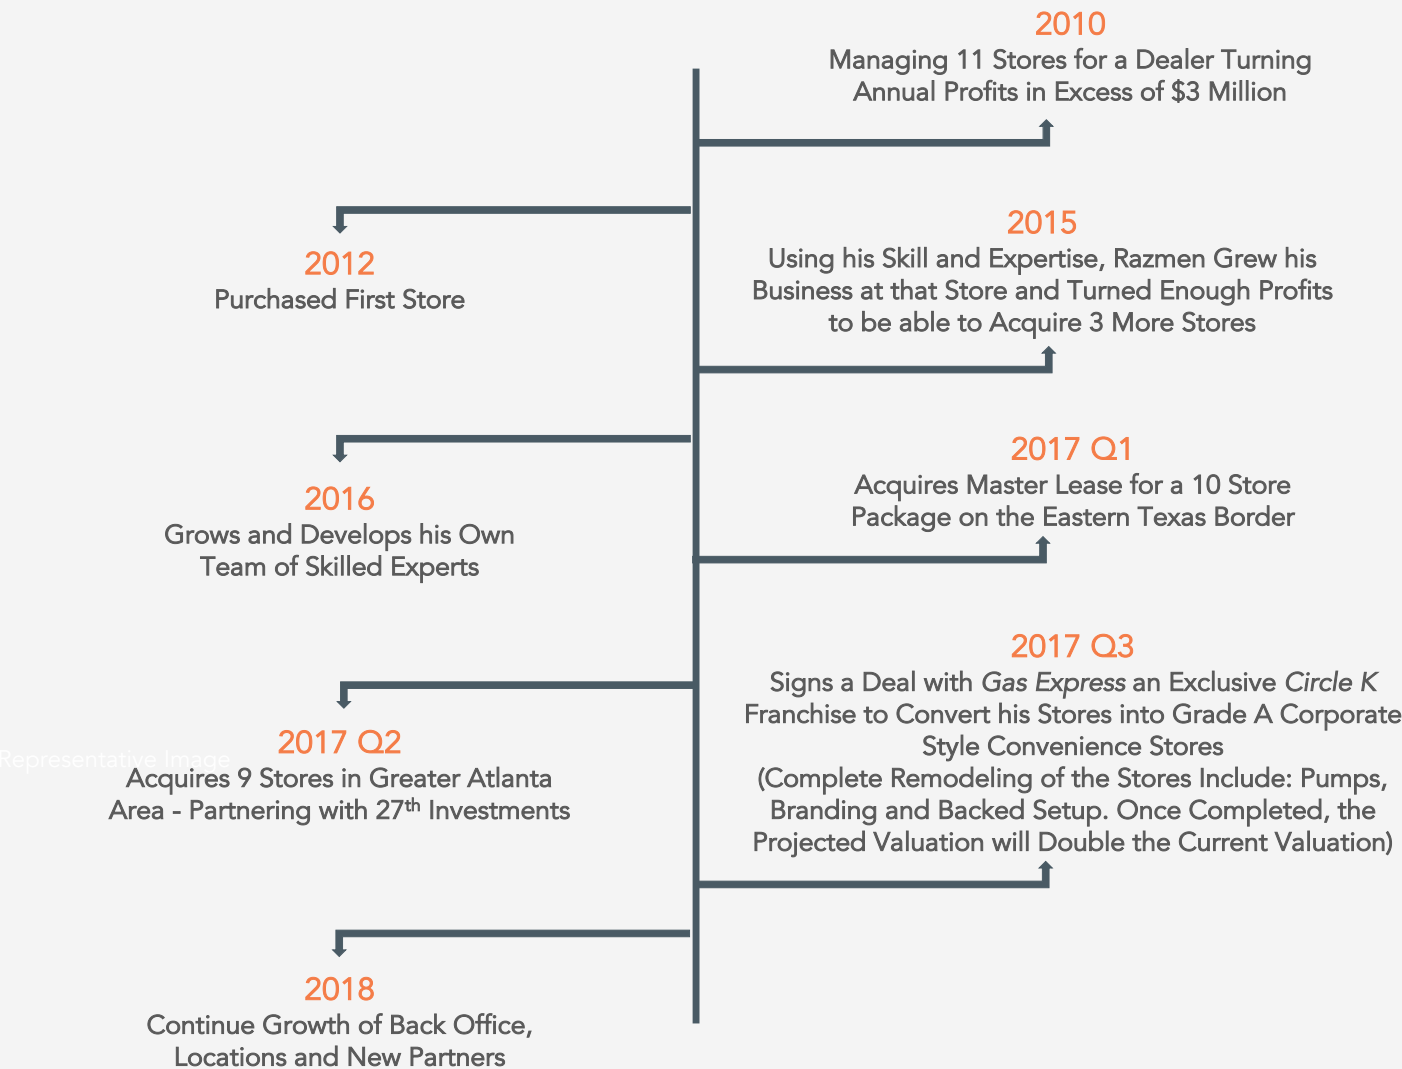 2010
Managing 11 Stores for a Dealer Turning
Annual Profits in Excess of $3 Million
2012
Purchased First Store
2015
Using his Skill and Expertise, Razmen Grew his
Business at that Store and Turned Enough Profits
to be able to Acquire 3 More Stores
2016
Grows and Develops his Own
Team of Skilled Experts
2017 Q1
Acquires Master Lease for a 10 Store
Package on the Eastern Texas Border
2017 Q2
Representative Image
Acquires 9 Stores in Greater Atlanta
Area - Partnering with 27th Investments
2017 Q3
Signs a Deal with Gas Express an Exclusive Circle K
Franchise to Convert his Stores into Grade A Corporate
Style Convenience Stores
(Complete Remodeling of the Stores Include: Pumps,
Branding and Backed Setup. Once Completed, the
Projected Valuation will Double the Current Valuation)
2018
Continue Growth of Back Office,
Locations and New Partners